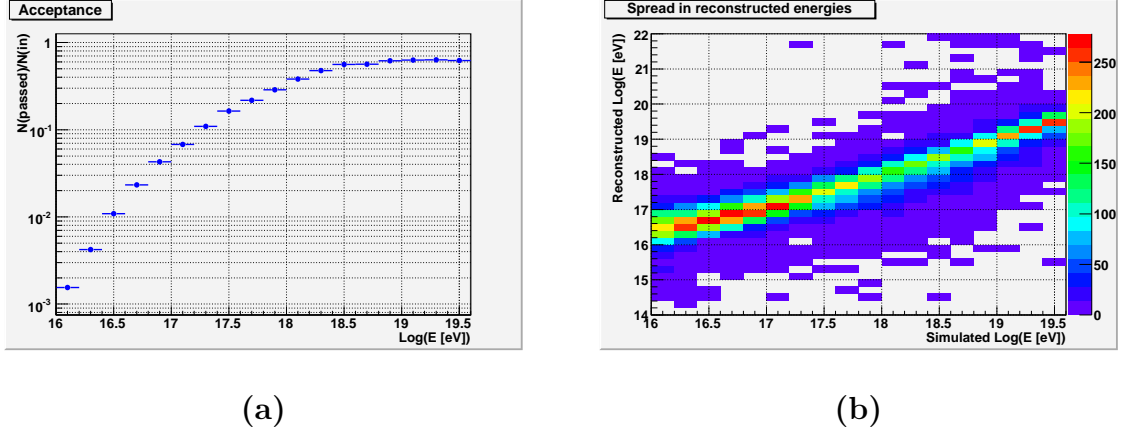 Acceptance
N(passed)/N(in)
1
10-1
10-2
10-3
16 16.5 17 17.5 18 18.5 19 19.5
Log(E [eV])
(a)
Spread in reconstructed energies
Reconstructed Log(E [eV])
22
21
20
19
18
17
16
15
14
16 16.5 17 17.5 18 18.5 19 19.5
Simulated Log(E [eV])
250
200
150
100
50
0
(b)